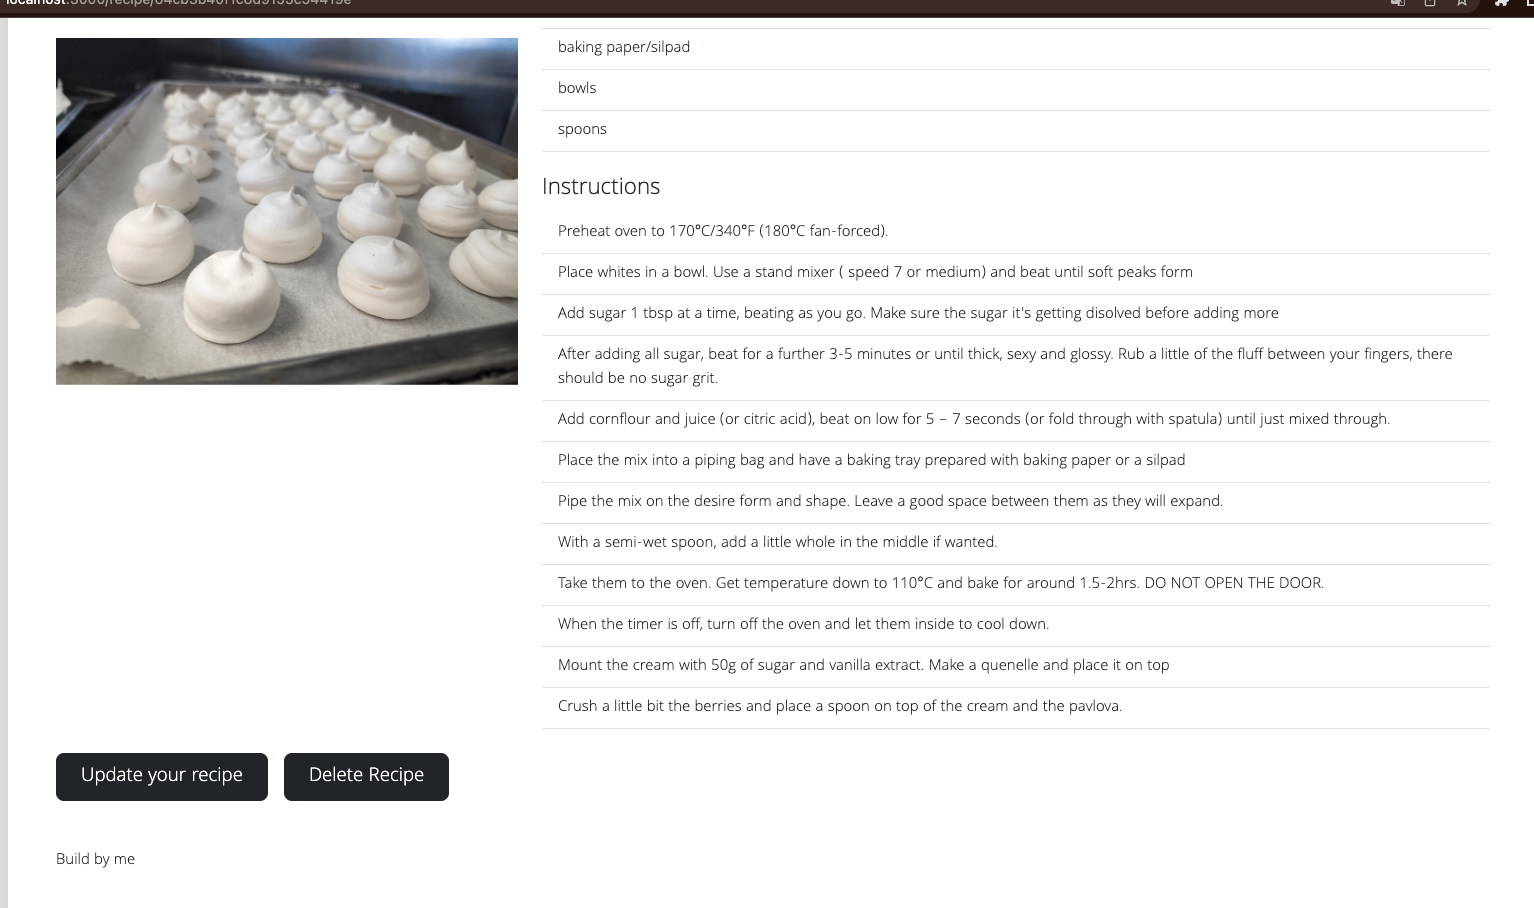 baking paper/silpad
bowls
spoons
Instructions
Preheat oven to 170°C/340°F (180°C fan-forced).
Place whites in a bowl. Use a stand mixer ( speed 7 or medium) and beat until soft peaks form
Add sugar 1 tbsp at a time, beating as you go. Make sure the sugar it's getting disolved before adding more
After adding all sugar, beat for a further 3-5 minutes or until thick, sexy and glossy. Rub a little of the fluff between your fingers, there
should be no sugar grit.
Add cornflour and juice (or citric acid), beat on low for 5 – 7 seconds (or fold through with spatula) until just mixed through.
Place the mix into a piping bag and have a baking tray prepared with baking paper or a silpad
Pipe the mix on the desire form and shape. Leave a good space between them as they will expand.
With a semi-wet spoon, add a little whole in the middle if wanted.
Take them to the oven. Get temperature down to 110°C and bake for around 1.5-2hrs. DO NOT OPEN THE DOOR.
When the timer is off, turn off the oven and let them inside to cool down.
Mount the cream with 50g of sugar and vanilla extract. Make a quenelle and place it on top
Crush a little bit the berries and place a spoon on top of the cream and the pavlova.
Update your recipe
Delete Recipe
Build by me